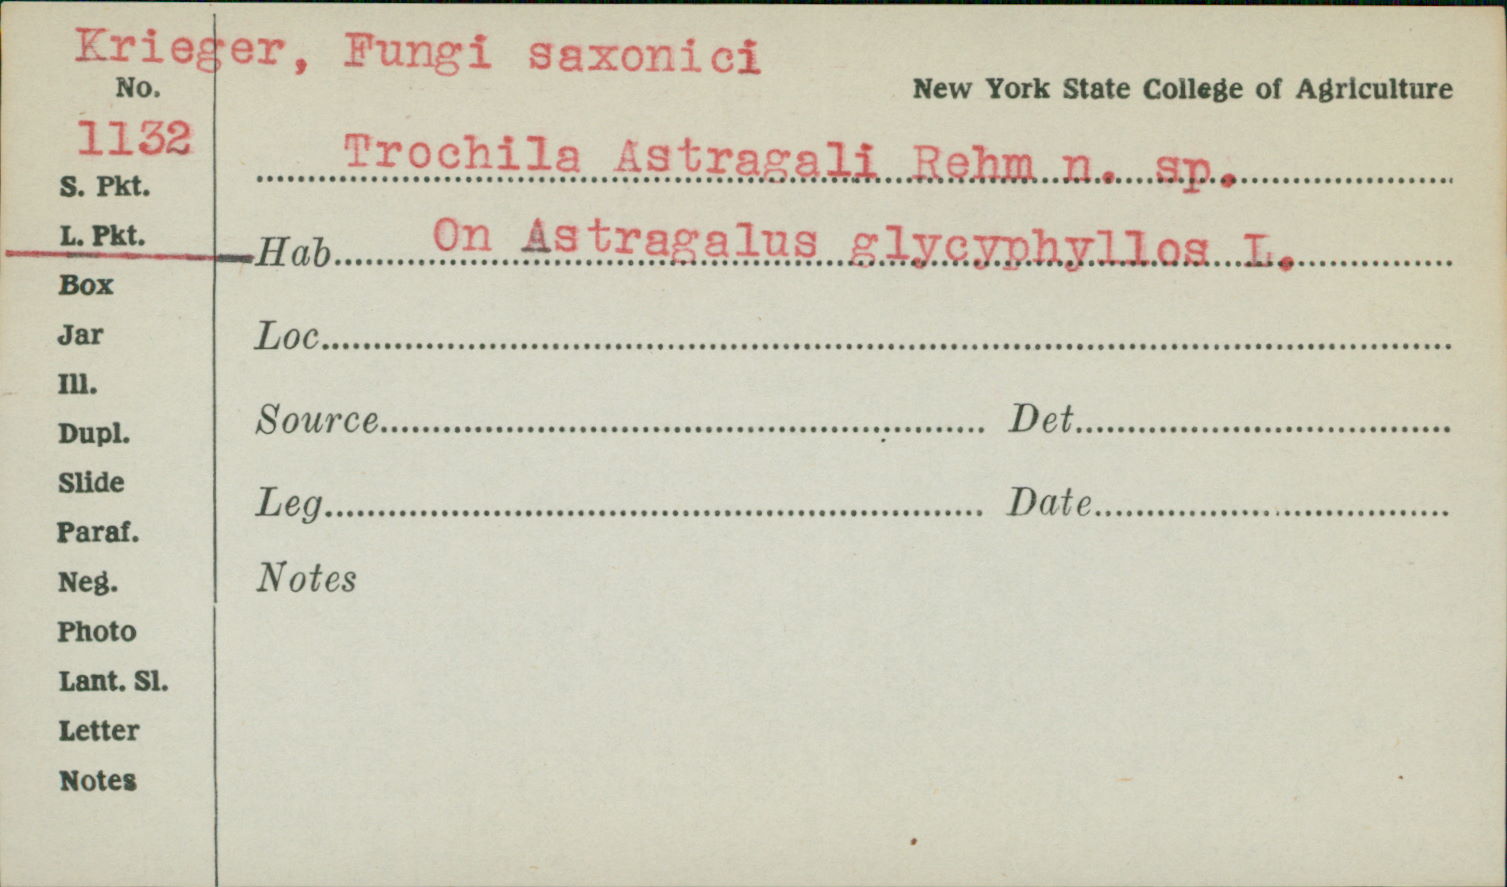 Krieger, Fungi saxonici
No.
New York State College of Agriculture
1132
Trochila Astragali Rehm n. sp.
S. Pkt.
L. Pkt.
Hab. On Astragalus glycyphyllos L.
Box
Jar
Loc.
Ill.
Source Det.
Dupl.
Slide
Leg. Date
Paraf.
Neg.
Notes
Photo
Lant. Sl.
Letter
Notes